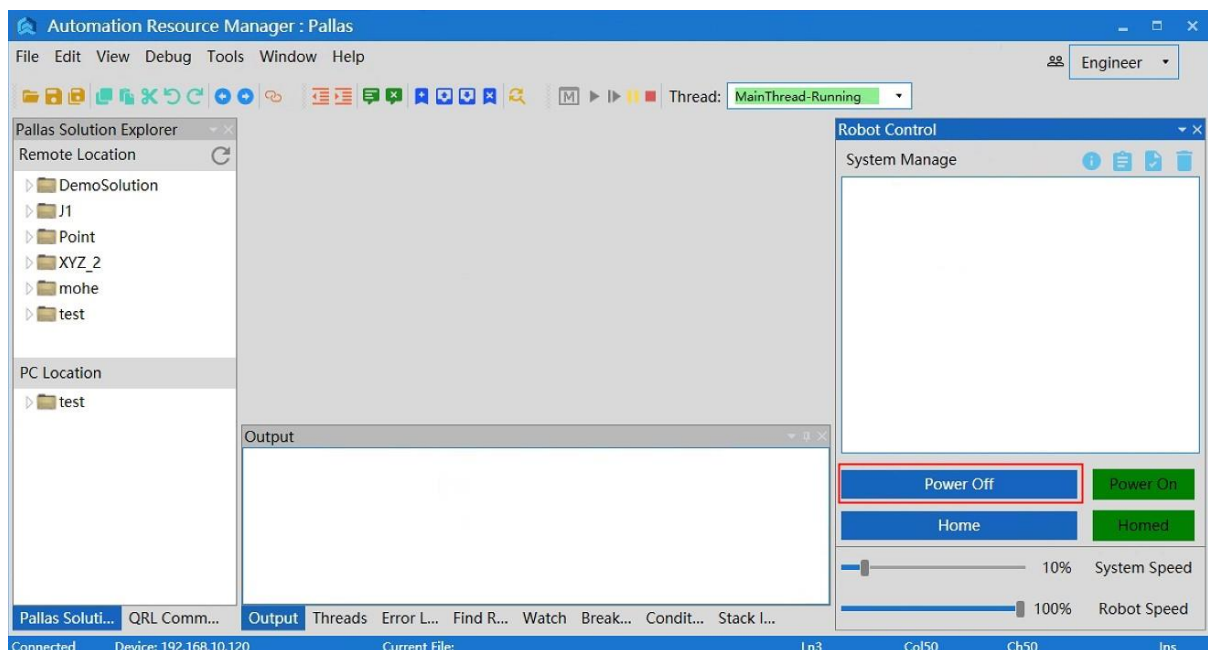 Automation Resource Manager : Pallas
File Edit View Debug Tools Window Help
Engineer
M Thread: MainThread-Running
Pallas Solution Explorer
Remote Location
DemoSolution
J1
Point
XYZ_2
mohe
test
PC Location
test
Pallas Soluti... QRL Comm...
Output
Output Threads Error L... Find R... Watch Break... Condit... Stack I...
Robot Control
System Manage
Power Off Power On
Home Homed
10% System Speed
100% Robot Speed
Connected Device: 192.168.10.120 Current File: Ln3 Col50 Ch50 Ins